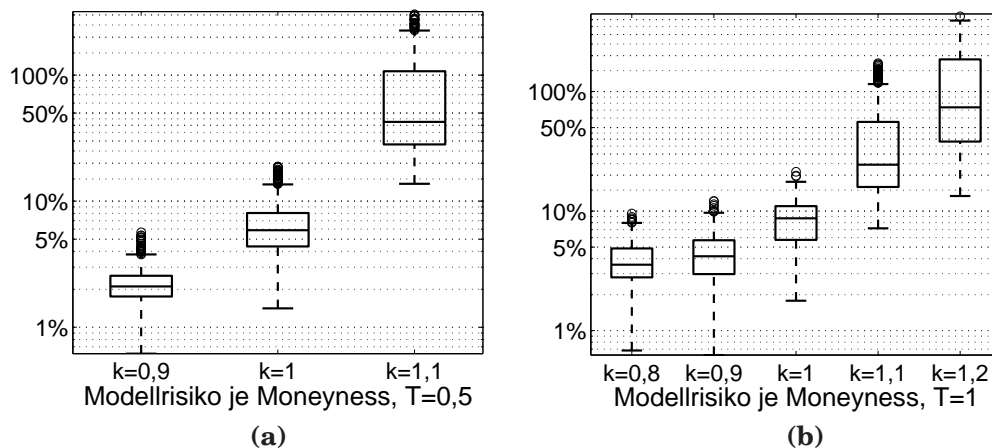 100%
50%
10%
5%
1%
k=0,9 k=1 k=1,1
Modellrisiko je Moneyness, T=0,5
(a)
100%
50%
10%
5%
1%
k=0,8 k=0,9 k=1 k=1,1 k=1,2
Modellrisiko je Moneyness, T=1
(b)